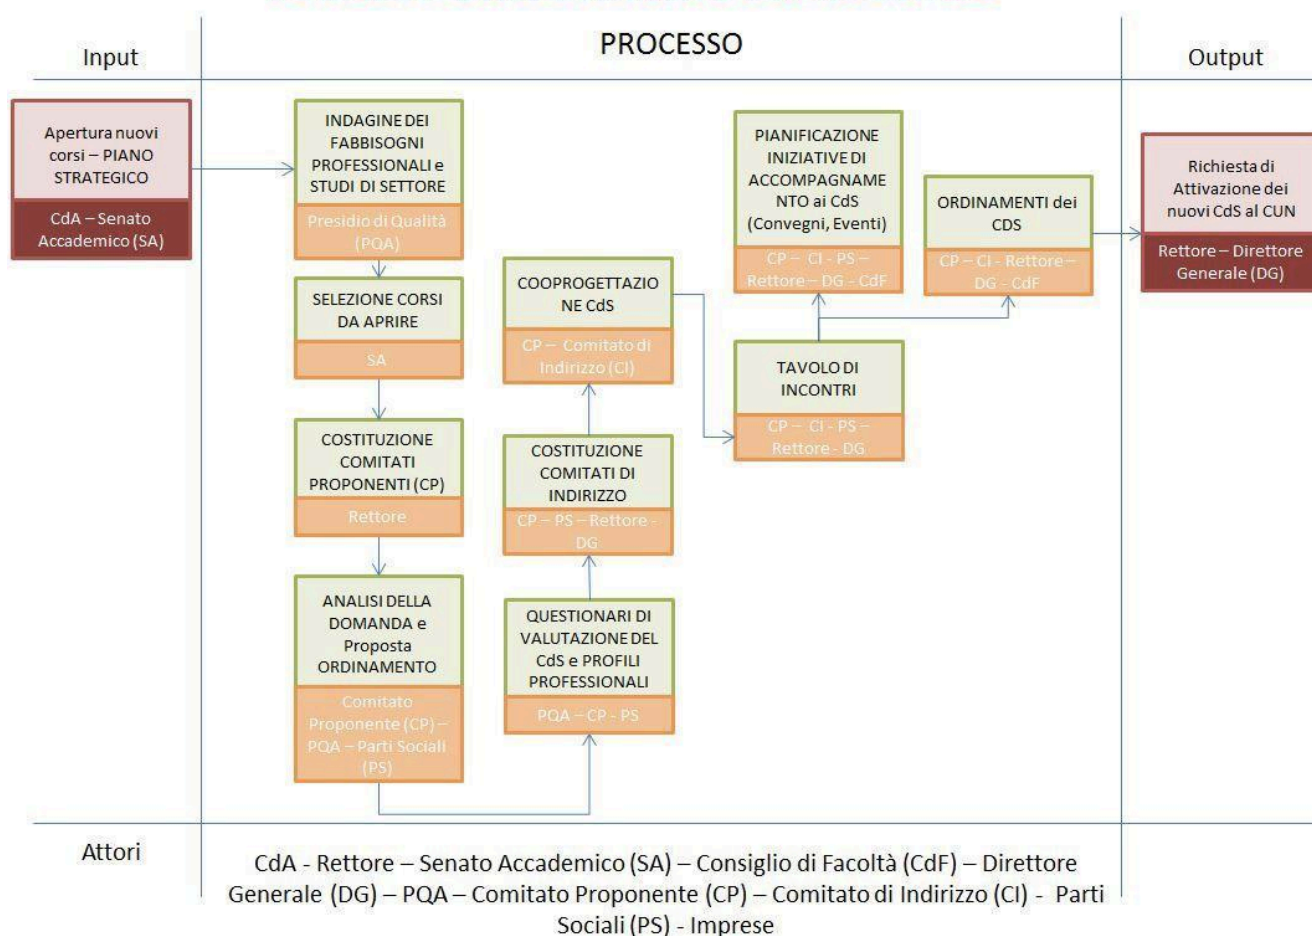 Input
PROCESSO
Output
Apertura nuovi
corsi – PIANO
STRATEGICO
CdA – Senato
Accademico (SA)
INDAGINE DEI
FABBISOGNI
PROFESSIONALI e
STUDI DI SETTORE
Presidio di Qualità
(PQA)
SELEZIONE CORSI
DA APRIRE
SA
COSTITUZIONE
COMITATI
PROPONENTI (CP)
Rettore
ANALISI DELLA
DOMANDA e
Proposta
ORDINAMENTO
Comitato
Proponente (CP) –
PQA – Parti Sociali
(PS)
QUESTIONARI DI
VALUTAZIONE DEL
CdS e PROFILI
PROFESSIONALI
PQA – CP - PS
COSTITUZIONE
COMITATI DI
INDIRIZZO
CP – PS – Rettore -
DG
COOPROGETTAZIO
NE CdS
CP – Comitato di
Indirizzo (CI)
TAVOLO DI
INCONTRI
CP – CI - PS –
Rettore - DG
PIANIFICAZIONE
INIZIATIVE DI
ACCOMPAGNAME
NTO ai CdS
(Convegni, Eventi)
CP – CI - PS –
Rettore – DG - CdF
ORDINAMENTI dei
CDS
CP – CI - Rettore –
DG - CdF
Richiesta di
Attivazione dei
nuovi CdS al CUN
Rettore – Direttore
Generale (DG)
Attori
CdA - Rettore – Senato Accademico (SA) – Consiglio di Facoltà (CdF) – Direttore
Generale (DG) – PQA – Comitato Proponente (CP) – Comitato di Indirizzo (CI) - Parti
Sociali (PS) - Imprese